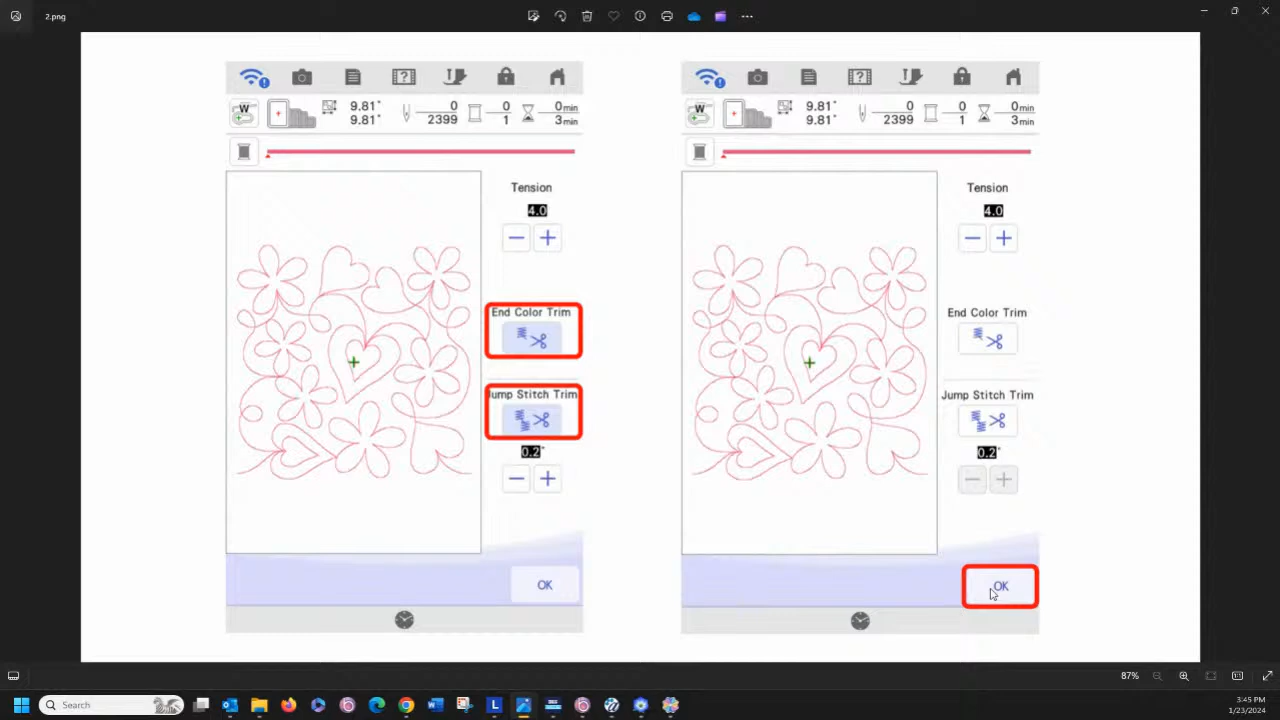 2.png
9.81"
9.81"
0
2399
0
1
0min
3min
Tension
4.0
End Color Trim
Jump Stitch Trim
0.2"
OK
W
9.81"
9.81"
0
2399
0
1
0min
3min
Tension
4.0
End Color Trim
Jump Stitch Trim
0.2"
OK
W
87%
Search
3:45 PM
1/23/2024